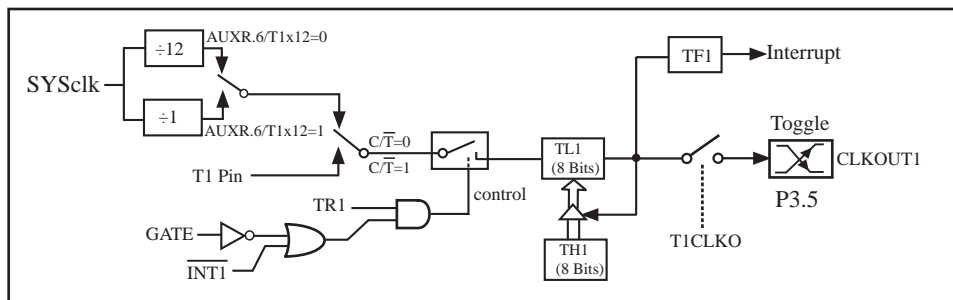 AUXR.6/T1x12=0
÷12
SYSclk
÷1
AUXR.6/T1x12=1
TF1
Interrupt
C/T̅=0
C/T̅=1
T1 Pin
TL1
(8 Bits)
Toggle
CLKOUT1
P3.5
control
TR1
GATE
I̅N̅T̅1̅
TH1
(8 Bits)
T1CLKO